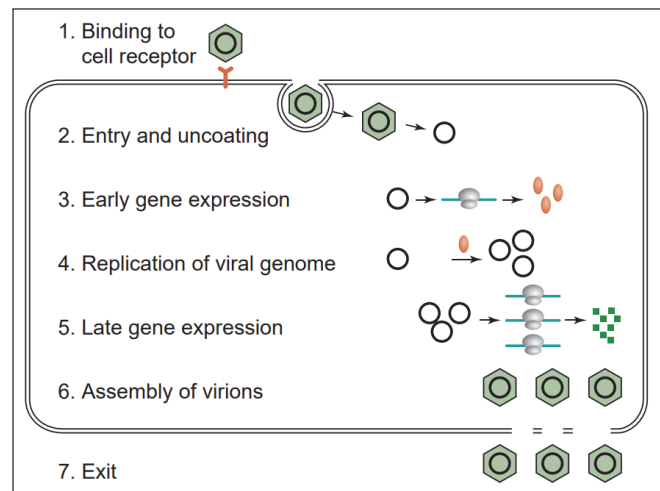 1. Binding to
cell receptor
2. Entry and uncoating
3. Early gene expression
4. Replication of viral genome
5. Late gene expression
6. Assembly of virions
7. Exit